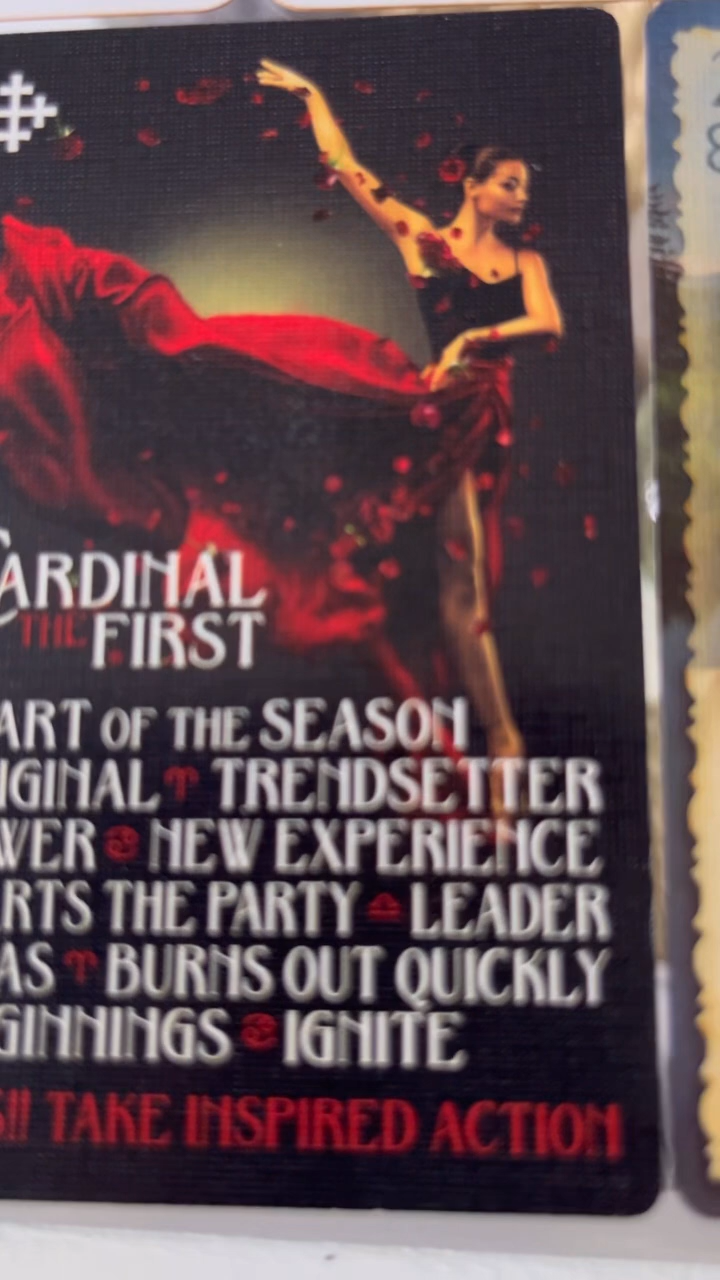 CARDINAL
THE FIRST
ART OF THE SEASON
IGINAL ♈ TRENDSETTER
WER ♋ NEW EXPERIENCE
RTS THE PARTY ♎ LEADER
AS ♈ BURNS OUT QUICKLY
GINNINGS ♋ IGNITE
S!! TAKE INSPIRED ACTION